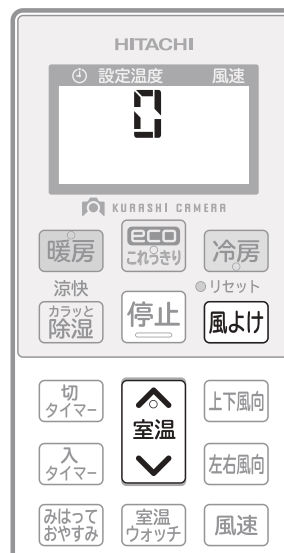 HITACHI
設定温度 風速
0
KURASHI CAMERA
暖房 eco これっきり 冷房
涼快 リセット
カラッと除湿 停止 風よけ
切タイマー 室温 上下風向
入タイマー 左右風向
みはっておやすみ 室温ウォッチ 風速